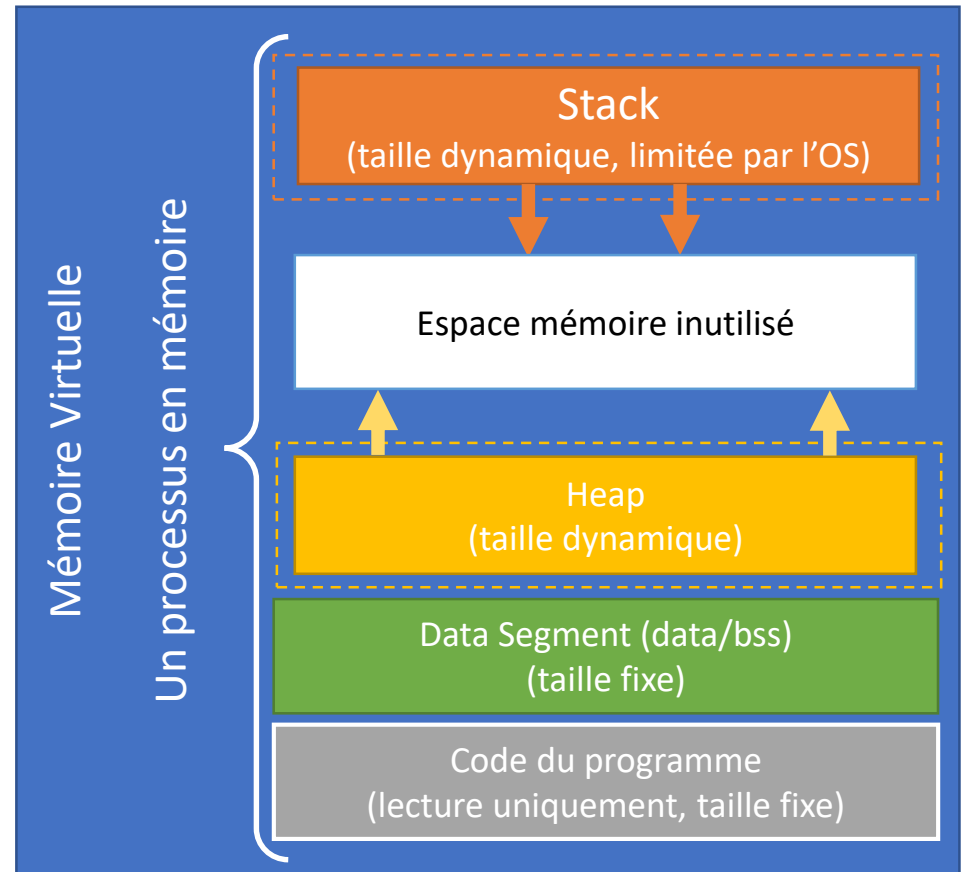 Mémoire Virtuelle
Un processus en mémoire
Stack
(taille dynamique, limitée par l’OS)
Espace mémoire inutilisé
Heap
(taille dynamique)
Data Segment (data/bss)
(taille fixe)
Code du programme
(lecture uniquement, taille fixe)